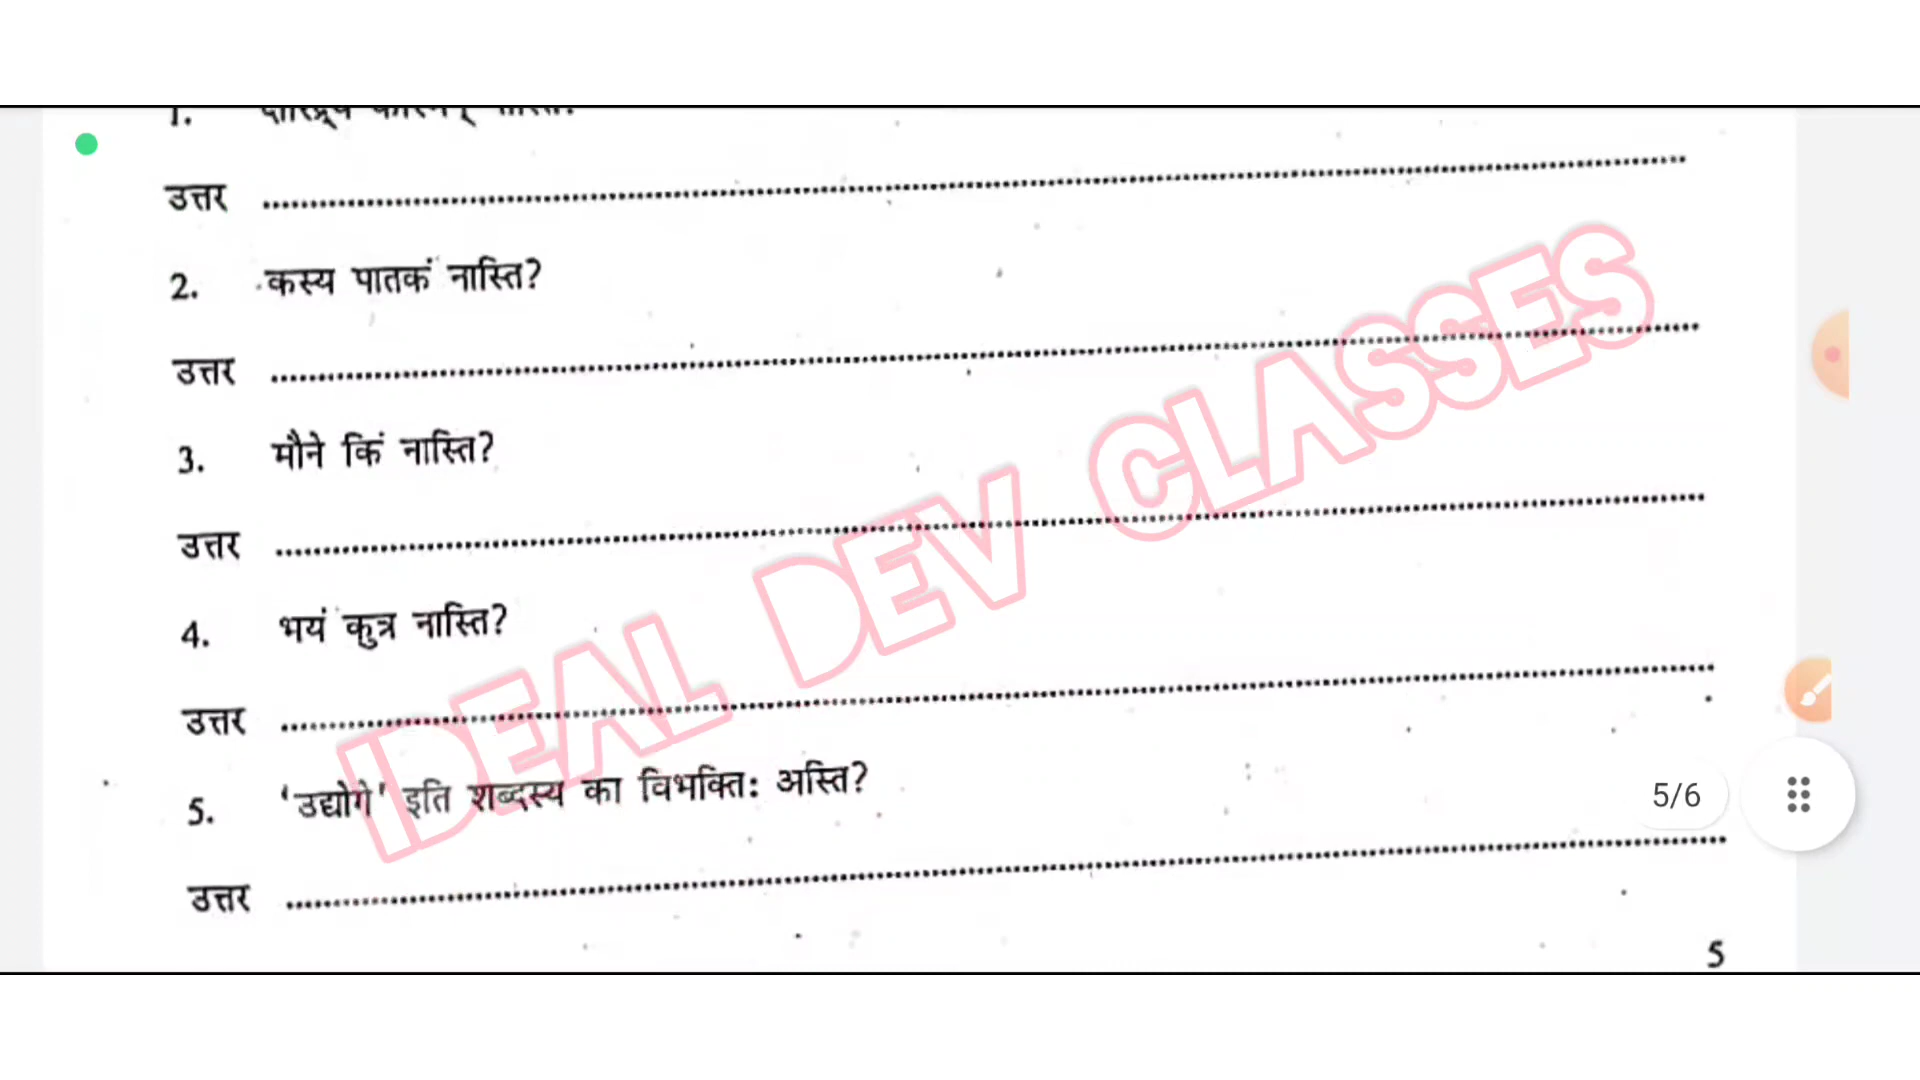 1.
उत्तर
2. कस्य पातकं नास्ति?
उत्तर
3. मौने किं नास्ति?
उत्तर
4. भयं कुत्र नास्ति?
उत्तर
5. 'उद्योगे' इति शब्दस्य का विभक्तिः अस्ति?
उत्तर
5
IDEAL DEV CLASSES
5/6